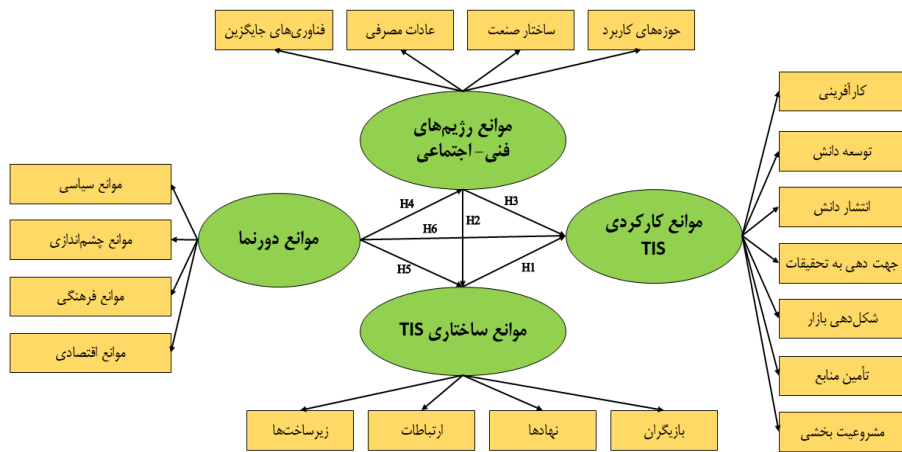 حوزه‌های کاربرد
ساختار صنعت
عادات مصرفی
فناوری‌های جایگزین
موانع رژیم‌های
فنی - اجتماعی
کارآفرینی
توسعه دانش
انتشار دانش
جهت دهی به تحقیقات
شکل‌دهی بازار
تأمین منابع
مشروعیت بخشی
موانع کارکردی
TIS
H3
H4
H2
H6
H5
H1
موانع دورنما
موانع سیاسی
موانع چشم‌اندازی
موانع فرهنگی
موانع اقتصادی
موانع ساختاری TIS
بازیگران
نهادها
ارتباطات
زیرساخت‌ها